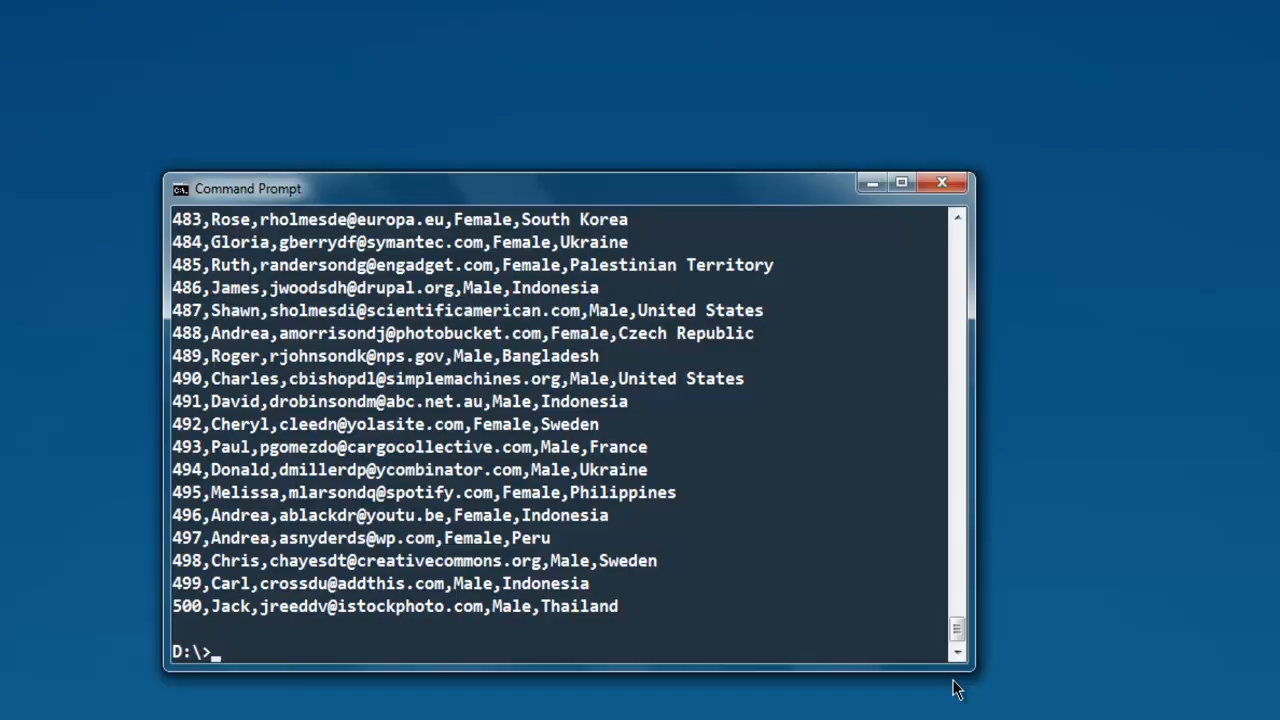 Command Prompt
483,Rose,rholmesde@europa.eu,Female,South Korea
484,Gloria,gberrydf@symantec.com,Female,Ukraine
485,Ruth,randersondg@engadget.com,Female,Palestinian Territory
486,James,jwoodsdh@drupal.org,Male,Indonesia
487,Shawn,sholmesdi@scientificamerican.com,Male,United States
488,Andrea,amorrisondj@photobucket.com,Female,Czech Republic
489,Roger,rjohnsondk@nps.gov,Male,Bangladesh
490,Charles,cbishopdl@simplemachines.org,Male,United States
491,David,drobinsondm@abc.net.au,Male,Indonesia
492,Cheryl,cleedn@yolasite.com,Female,Sweden
493,Paul,pgomezdo@cargocollective.com,Male,France
494,Donald,dmillerdp@ycombinator.com,Male,Ukraine
495,Melissa,mlarsondq@spotify.com,Female,Philippines
496,Andrea,ablackdr@youtu.be,Female,Indonesia
497,Andrea,asnyderds@wp.com,Female,Peru
498,Chris,chayesdt@creativecommons.org,Male,Sweden
499,Carl,crossdu@addthis.com,Male,Indonesia
500,Jack,jreeddv@istockphoto.com,Male,Thailand
D:\>_